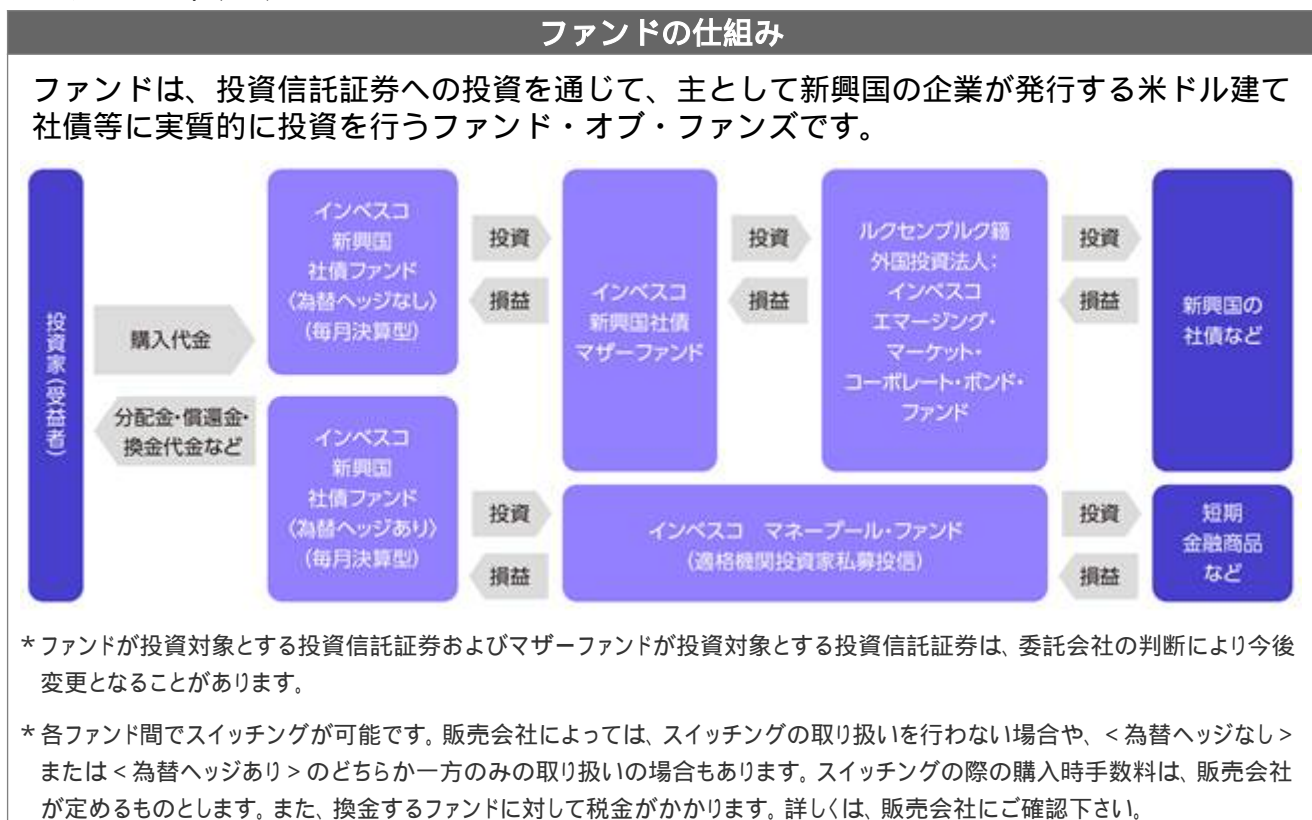 ファンドの仕組み
ファンドは、投資信託証券への投資を通じて、主として新興国の企業が発行する米ドル建て
社債等に実質的に投資を行うファンド・オブ・ファンズです。
投資家(受益者)
購入代金
分配金・償還金・
換金代金など
インベスコ
新興国
社債ファンド
〈為替ヘッジなし〉
(毎月決算型)
インベスコ
新興国
社債ファンド
〈為替ヘッジあり〉
(毎月決算型)
投資
損益
投資
損益
インベスコ
新興国社債
マザーファンド
投資
損益
ルクセンブルク籍
外国投資法人:
インベスコ
エマージング・
マーケット・
コーポレート・ボンド・
ファンド
インベスコ マネープール・ファンド
(適格機関投資家私募投信)
投資
損益
投資
損益
新興国の
社債など
短期
金融商品
など
*ファンドが投資対象とする投資信託証券およびマザーファンドが投資対象とする投資信託証券は、委託会社の判断により今後
変更となることがあります。
*各ファンド間でスイッチングが可能です。販売会社によっては、スイッチングの取り扱いを行わない場合や、<為替ヘッジなし>
または<為替ヘッジあり>のどちらか一方のみの取り扱いの場合もあります。スイッチングの際の購入時手数料は、販売会社
が定めるものとします。また、換金するファンドに対して税金がかかります。詳しくは、販売会社にご確認下さい。